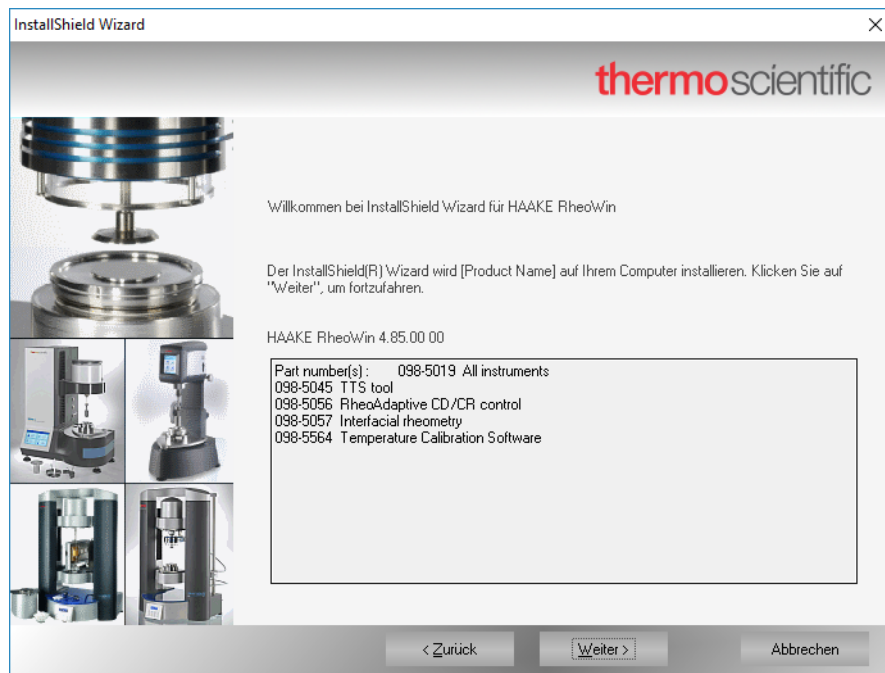 InstallShield Wizard
thermoscientific
Willkommen bei InstallShield Wizard für HAAKE RheoWin
Der InstallShield(R) Wizard wird [Product Name] auf Ihrem Computer installieren. Klicken Sie auf
"Weiter", um fortzufahren.
HAAKE RheoWin 4.85.00 00
Part number(s) : 098-5019 All instruments
098-5045 TTS tool
098-5056 RheoAdaptive CD/CR control
098-5057 Interfacial rheometry
098-5564 Temperature Calibration Software
< Zurück
Weiter >
Abbrechen